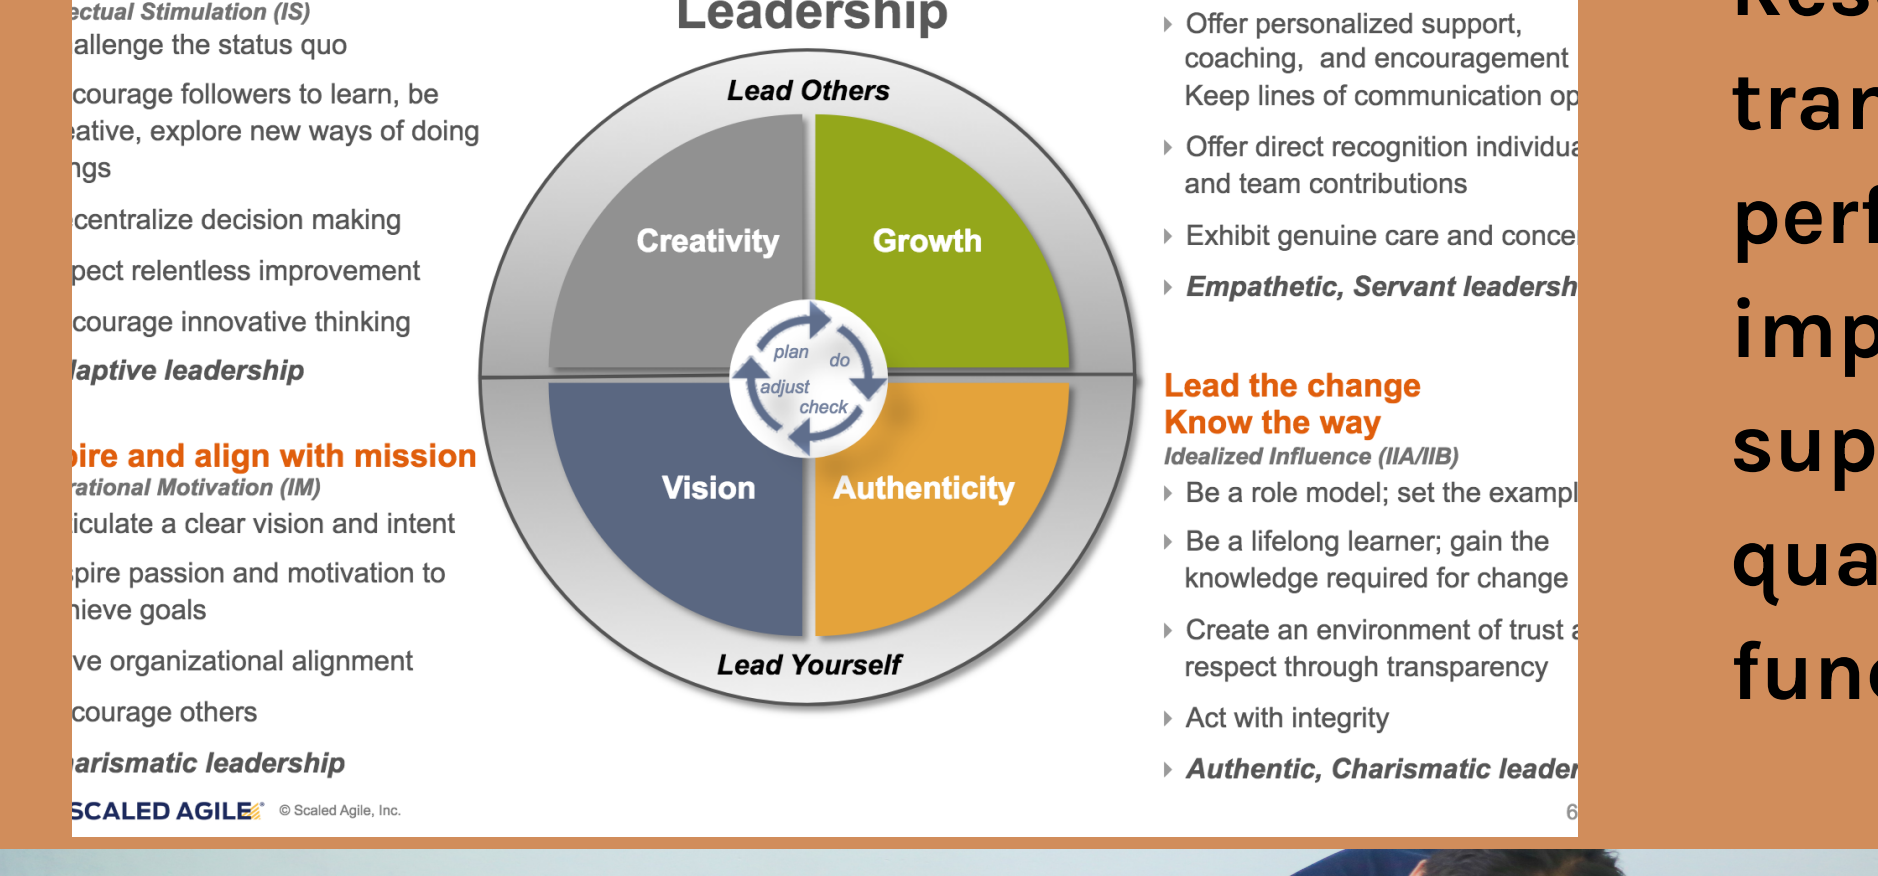 ectual Stimulation (IS)
allenge the status quo
courage followers to learn, be
eative, explore new ways of doing
ngs
centralize decision making
pect relentless improvement
courage innovative thinking
laptive leadership
pire and align with mission
rational Motivation (IM)
iculate a clear vision and intent
spire passion and motivation to
hieve goals
ve organizational alignment
courage others
arismatic leadership
SCALED AGILE
© Scaled Agile, Inc.
Leadership
Lead Others
Creativity
Growth
plan
do
adjust
check
Vision
Authenticity
Lead Yourself
Offer personalized support,
coaching, and encouragement
Keep lines of communication op
Offer direct recognition individua
and team contributions
Exhibit genuine care and conce
Empathetic, Servant leadersh
Lead the change
Know the way
Idealized Influence (IIA/IIB)
Be a role model; set the exampl
Be a lifelong learner; gain the
knowledge required for change
Create an environment of trust a
respect through transparency
Act with integrity
Authentic, Charismatic leader
6
Res
tran
perf
imp
sup
qua
func